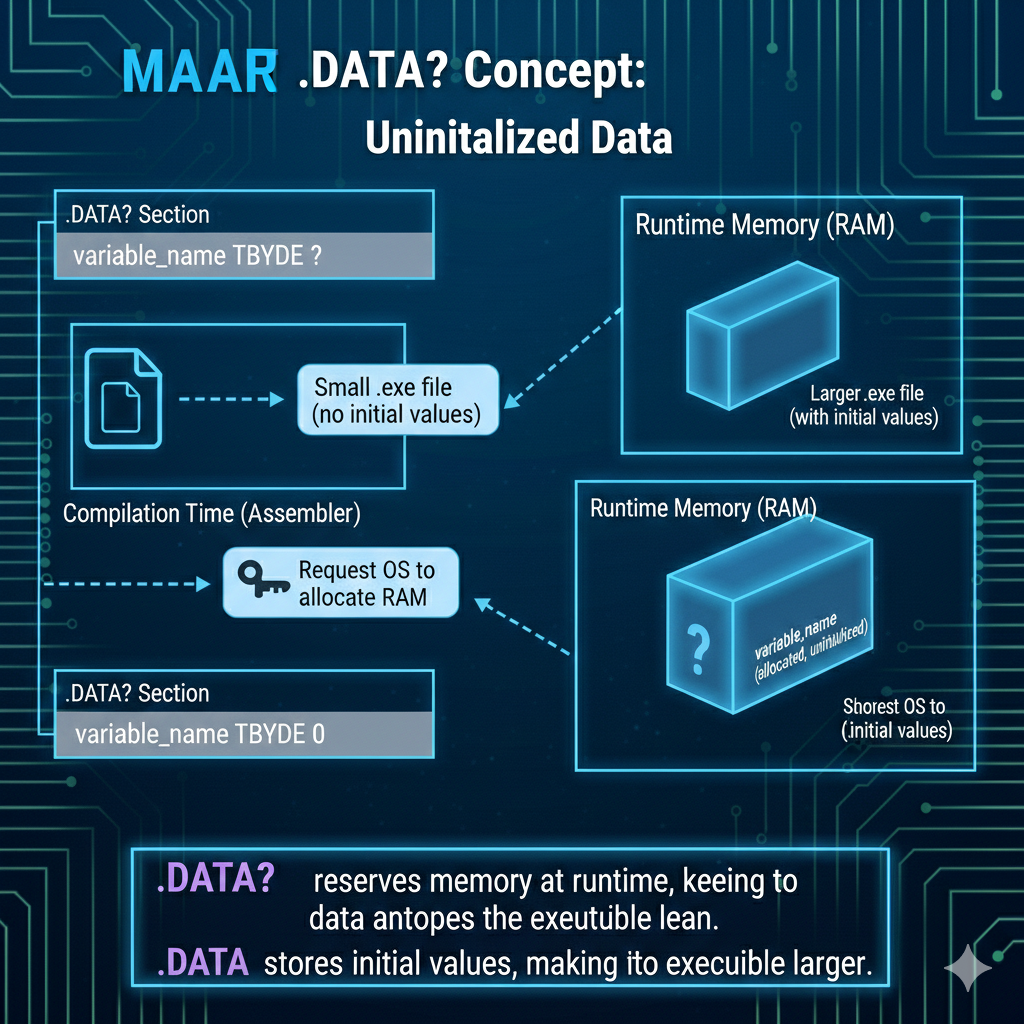 MAAR .DATA? Concept:
Uninitalized Data
.DATA? Section
variable_name TBYDE ?
Runtime Memory (RAM)
Larger .exe file
(with initial values)
Small .exe file
(no initial values)
Compilation Time (Assembler)
Request OS to
allocate RAM
Runtime Memory (RAM)
?
variable_name
(allocated,
Shorest OS to
(.initial values)
.DATA? Section
variable_name TBYDE 0
.DATA? reserves memory at runtime, keeing to
data antopes the exeutuible lean.
.DATA stores initial values, making ito execuible larger.